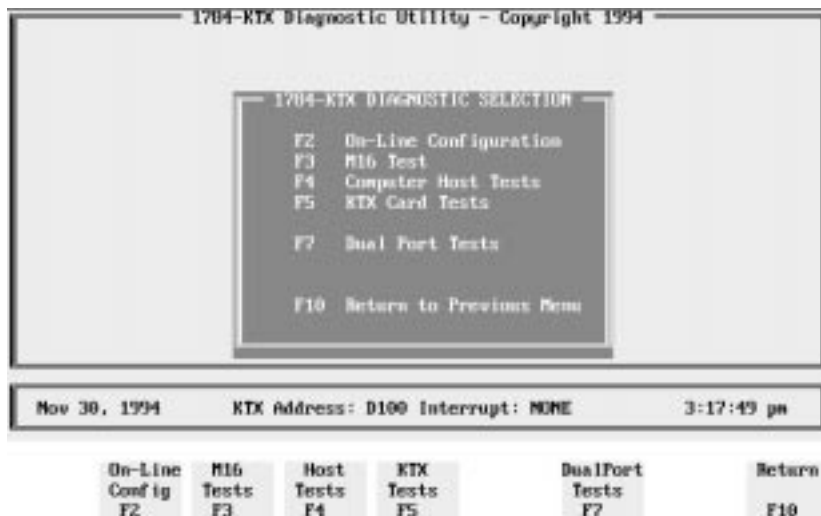 1784-KTX Diagnostic Utility - Copyright 1994
1784-KTX DIAGNOSTIC SELECTION
F2 On-Line Configuration
F3 M16 Test
F4 Computer Host Tests
F5 KTX Card Tests
F7 Dual Port Tests
F10 Return to Previous Menu
Nov 30, 1994 KTX Address: D100 Interrupt: NONE 3:17:49 pm
On-Line M16 Host KTX DualPort Return
Config Tests Tests Tests Tests
F2 F3 F4 F5 F7 F10